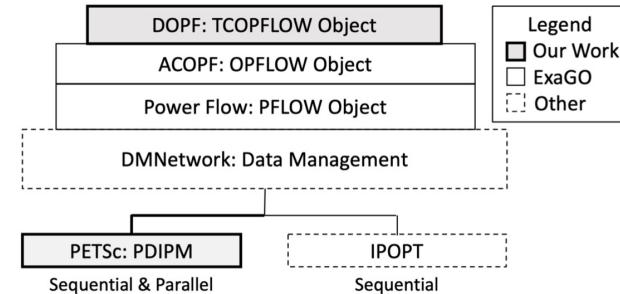 DOPF: TCOPFLOW Object
ACOPF: OPFLOW Object
Power Flow: PFLOW Object
DMNetwork: Data Management
PETSc: PDIPM
IPOPT
Sequential & Parallel
Sequential
Legend
Our Work
ExaGO
Other